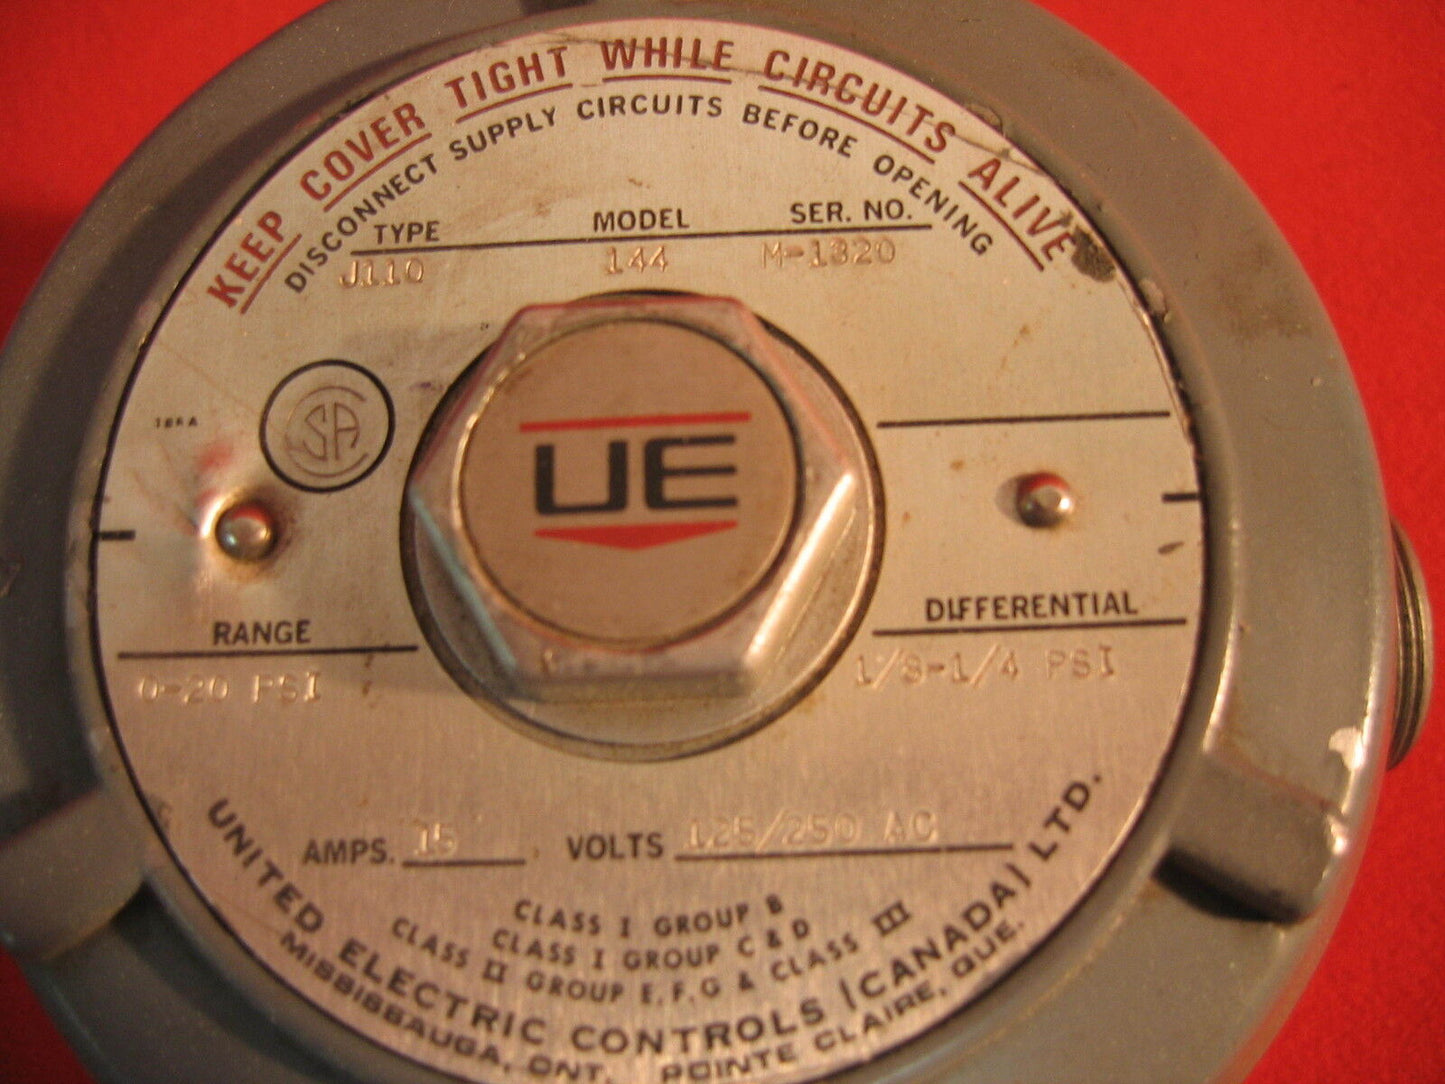 KEEP COVER TIGHT WHILE CIRCUITS ALIVE
DISCONNECT SUPPLY CIRCUITS BEFORE OPENING
TYPE MODEL SER. NO.
J110 144 M-1320
CSA
UE
RANGE DIFFERENTIAL
0-20 PSI 1/8-1/4 PSI
AMPS. 15 VOLTS 125/250 AC
CLASS I GROUP B
CLASS I GROUP C & D
CLASS II GROUP E, F, G & CLASS III
UNITED ELECTRIC CONTROLS (CANADA) LTD.
MISSISSAUGA, ONT. POINTE CLAIRE, QUE.